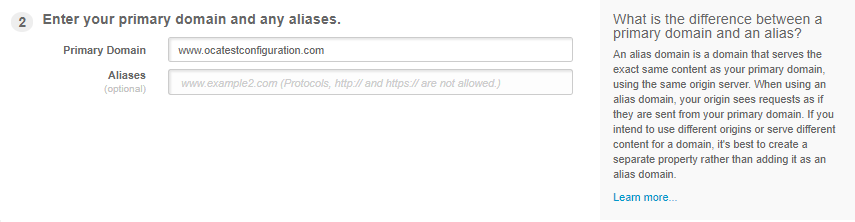 2 Enter your primary domain and any aliases.
Primary Domain www.ocatestconfiguration.com
Aliases
(optional) www.example2.com (Protocols, http:// and https:// are not allowed.)
What is the difference between a
primary domain and an alias?
An alias domain is a domain that serves the
exact same content as your primary domain,
using the same origin server. When using an
alias domain, your origin sees requests as if
they are sent from your primary domain. If you
intend to use different origins or serve different
content for a domain, it's best to create a
separate property rather than adding it as an
alias domain.
Learn more...